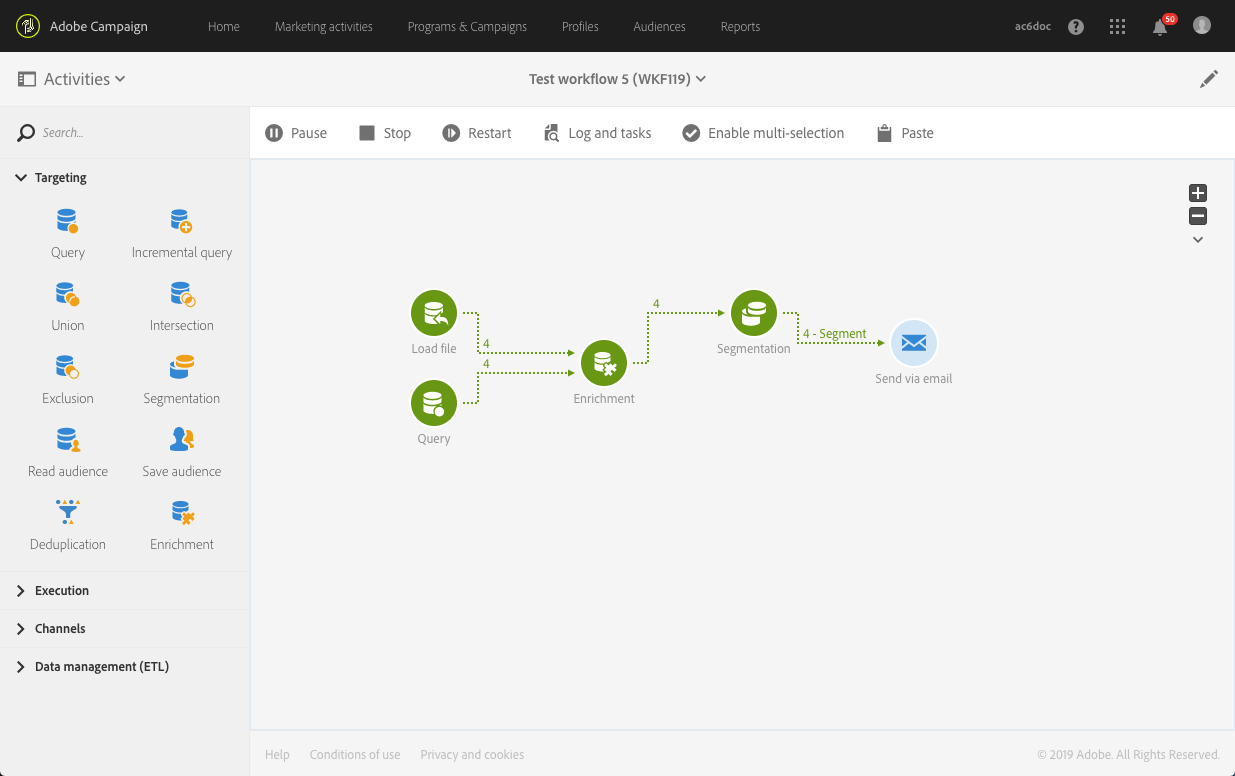 Adobe Campaign Home Marketing activities Programs & Campaigns Profiles Audiences Reports ac6doc ? 50
Activities Test workflow 5 (WKF119)
Search... Pause Stop Restart Log and tasks Enable multi-selection Paste
Targeting
Query Incremental query
Union Intersection
Exclusion Segmentation
Read audience Save audience
Deduplication Enrichment
Execution
Channels
Data management (ETL)
4
4 - Segment
Load file 4 Segmentation
4
Send via email
Enrichment
Query
Help Conditions of use Privacy and cookies © 2019 Adobe. All Rights Reserved.